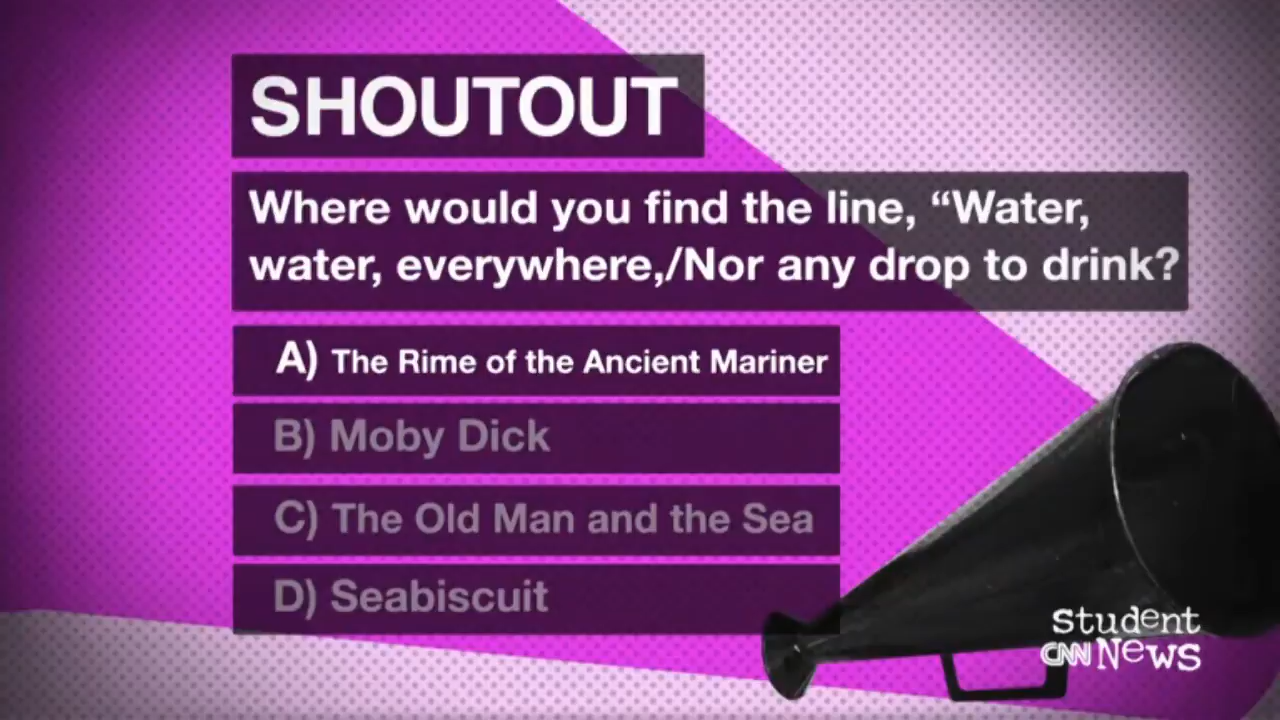 SHOUTOUT
Where would you find the line, “Water,
water, everywhere,/Nor any drop to drink?
A) The Rime of the Ancient Mariner
B) Moby Dick
C) The Old Man and the Sea
D) Seabiscuit
Student
CNN News